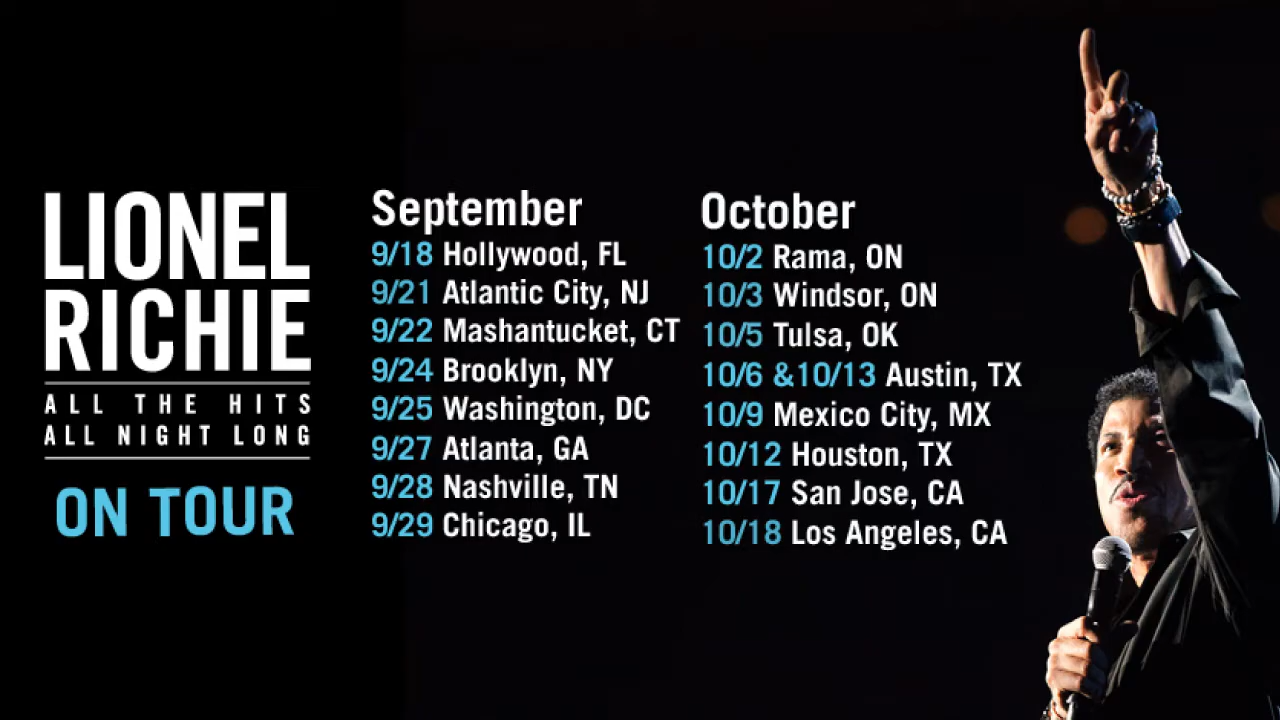 LIONEL
RICHIE
ALL THE HITS
ALL NIGHT LONG
ON TOUR
September
9/18 Hollywood, FL
9/21 Atlantic City, NJ
9/22 Mashantucket, CT
9/24 Brooklyn, NY
9/25 Washington, DC
9/27 Atlanta, GA
9/28 Nashville, TN
9/29 Chicago, IL
October
10/2 Rama, ON
10/3 Windsor, ON
10/5 Tulsa, OK
10/6 &10/13 Austin, TX
10/9 Mexico City, MX
10/12 Houston, TX
10/17 San Jose, CA
10/18 Los Angeles, CA